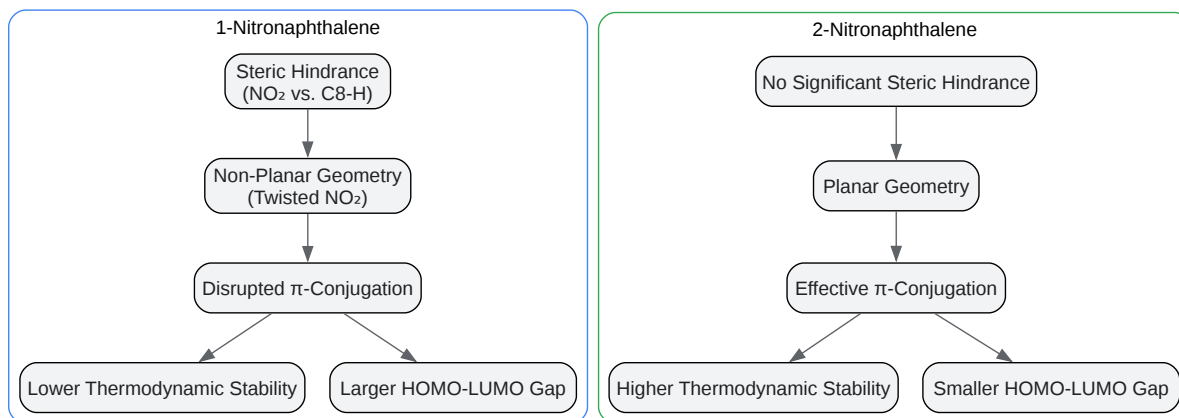 1-Nitronaphthalene
Steric Hindrance
(NO₂ vs. C8-H)
Non-Planar Geometry
(Twisted NO₂)
Disrupted π-Conjugation
Lower Thermodynamic Stability
Larger HOMO-LUMO Gap
2-Nitronaphthalene
No Significant Steric Hindrance
Planar Geometry
Effective π-Conjugation
Higher Thermodynamic Stability
Smaller HOMO-LUMO Gap